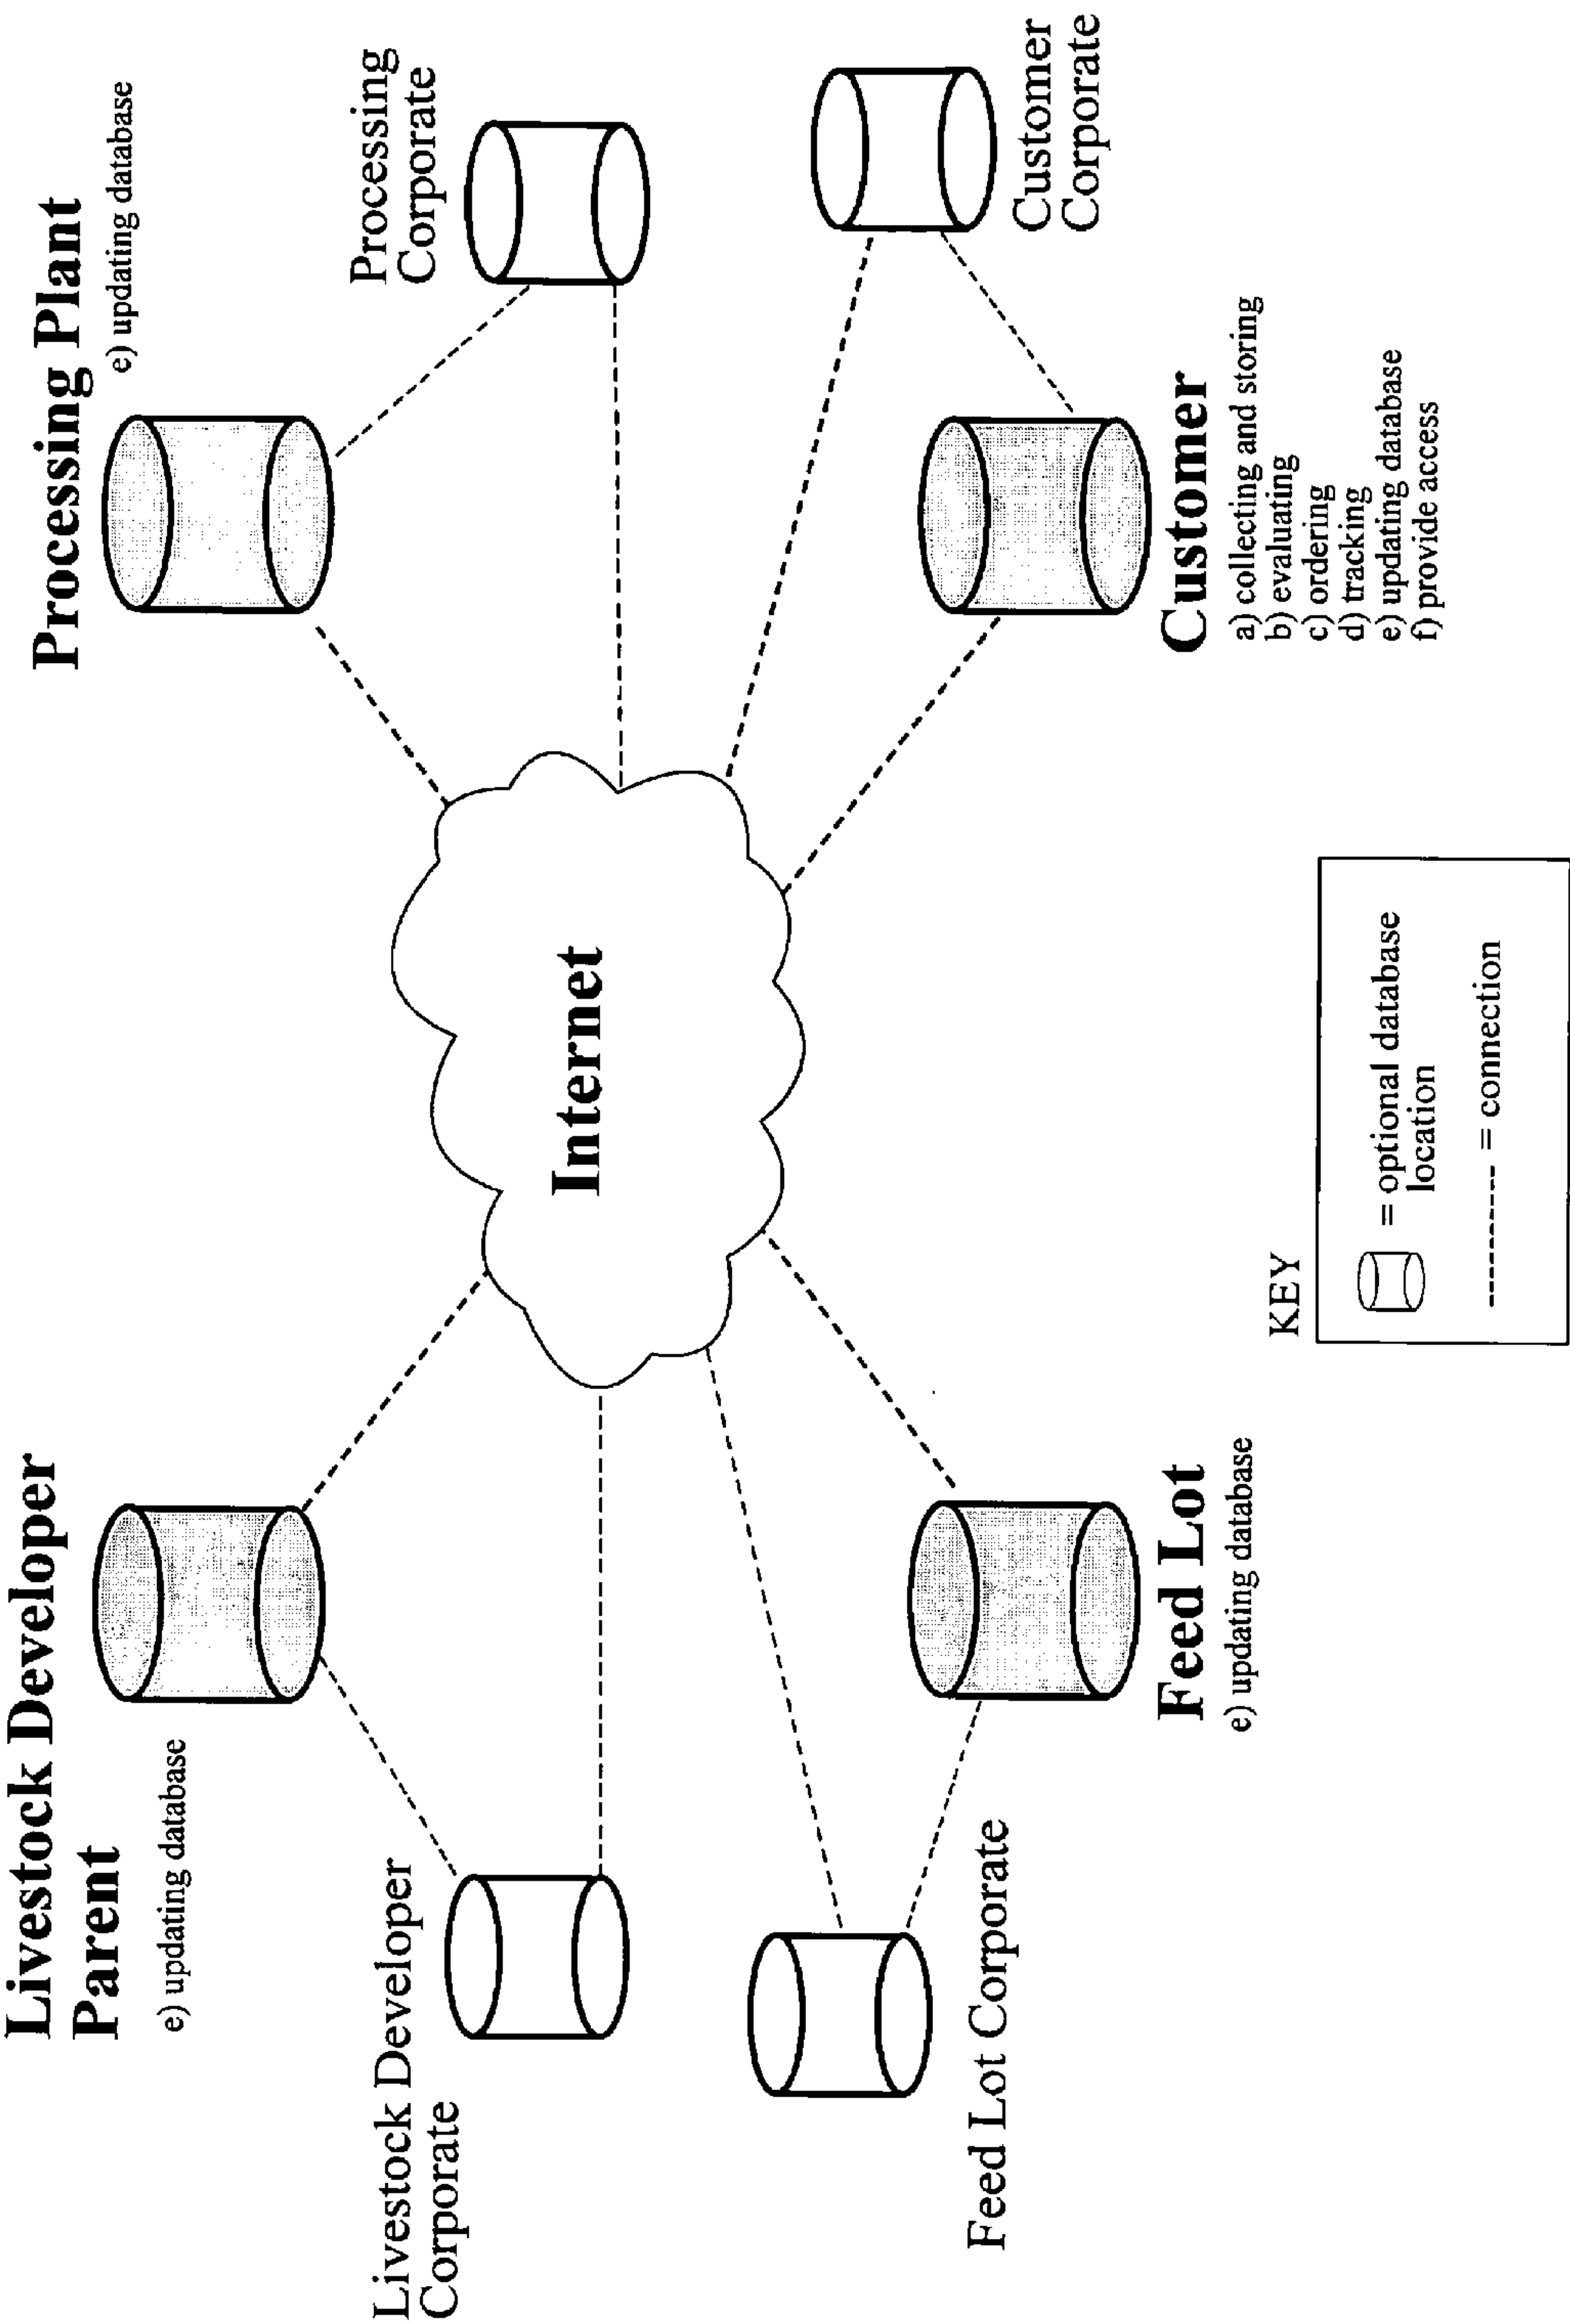 Livestock Developer
Parent
e) updating database
Processing Plant
e) updating database
Livestock Developer
Corporate
Processing
Corporate
Internet
Feed Lot Corporate
Customer
Corporate
Feed Lot
e) updating database
Customer
a) collecting and storing
b) evaluating
c) ordering
d) tracking
e) updating database
f) provide access
KEY
= optional database
location
= connection